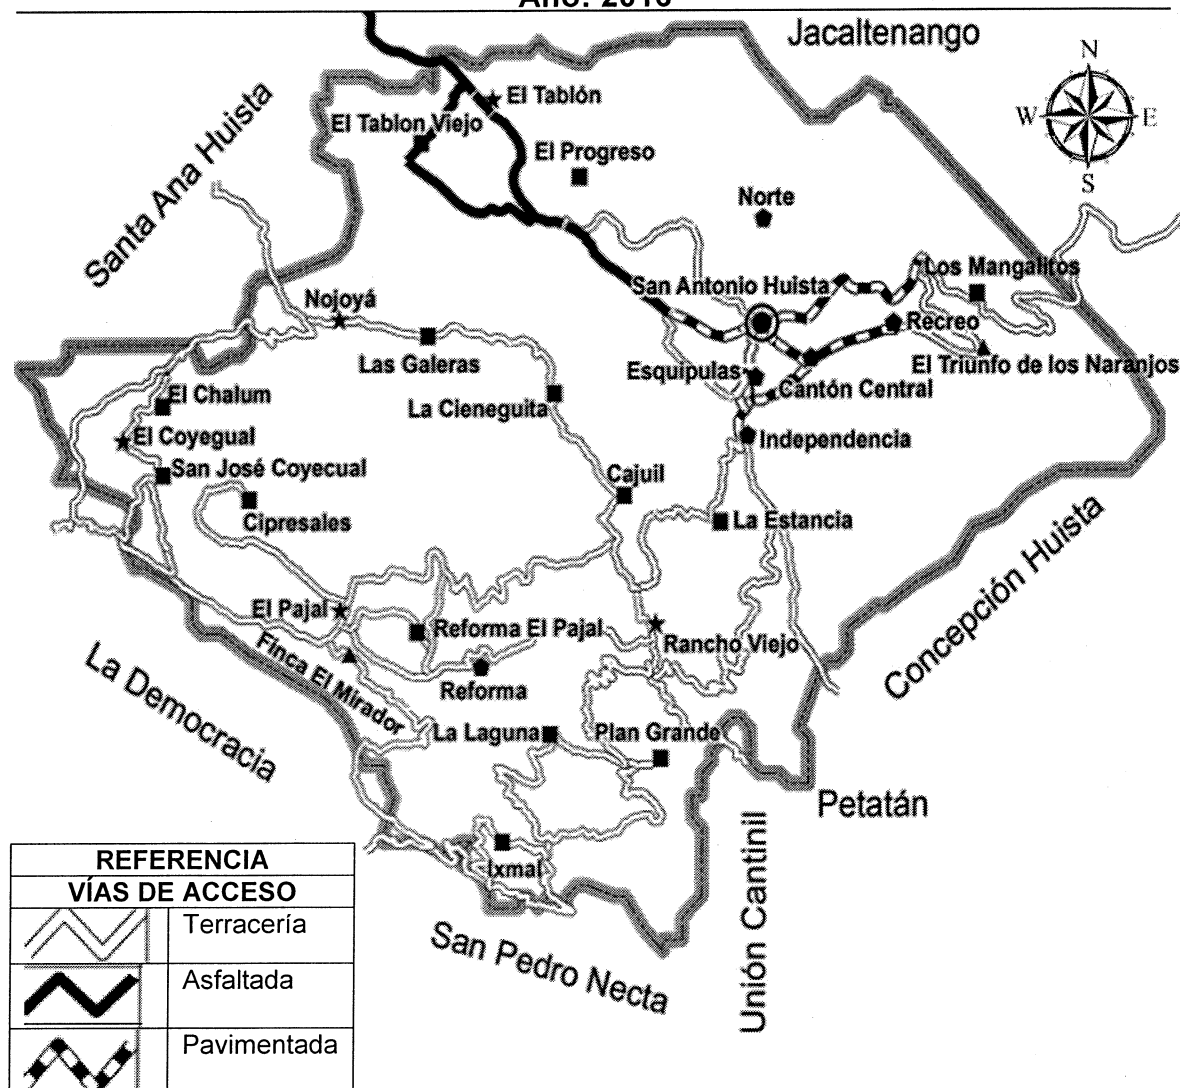 Año: 2016
Jacaltenango
N
W
E
S
Santa Ana Huista
El Tablón
El Tablon Viejo
El Progreso
Norte
Los Mangalitos
San Antonio Huista
Nojoyá
Recreo
Las Galeras
El Triunfo de los Naranjos
Esquipulas
Cantón Central
El Chalum
La Cieneguita
El Coyegual
Independencia
San José Coyecual
Cajuil
Cipresales
La Estancia
Concepción Huista
El Pajal
Reforma El Pajal
Rancho Viejo
Finca El Mirador
Reforma
La Democracia
La Laguna
Plan Grande
Petatán
Ixmal
Unión Cantinil
San Pedro Necta
REFERENCIA
VÍAS DE ACCESO
Terracería
Asfaltada
Pavimentada